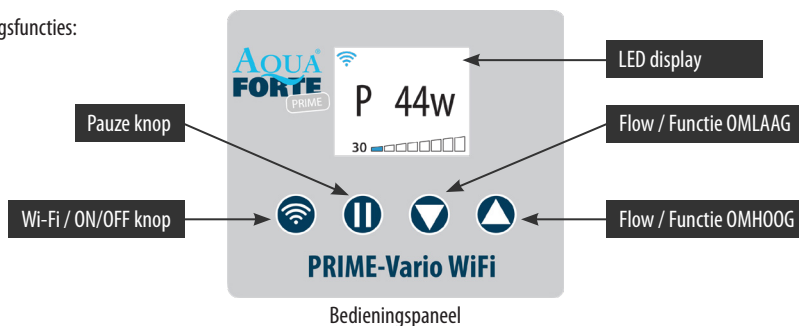 gsfuncties:
AQUA
FORTE
PRIME
P 44w
30
LED display
Pauze knop
Flow / Functie OMLAAG
Wi-Fi / ON/OFF knop
Flow / Functie OMHOOG
PRIME-Vario WiFi
Bedieningspaneel